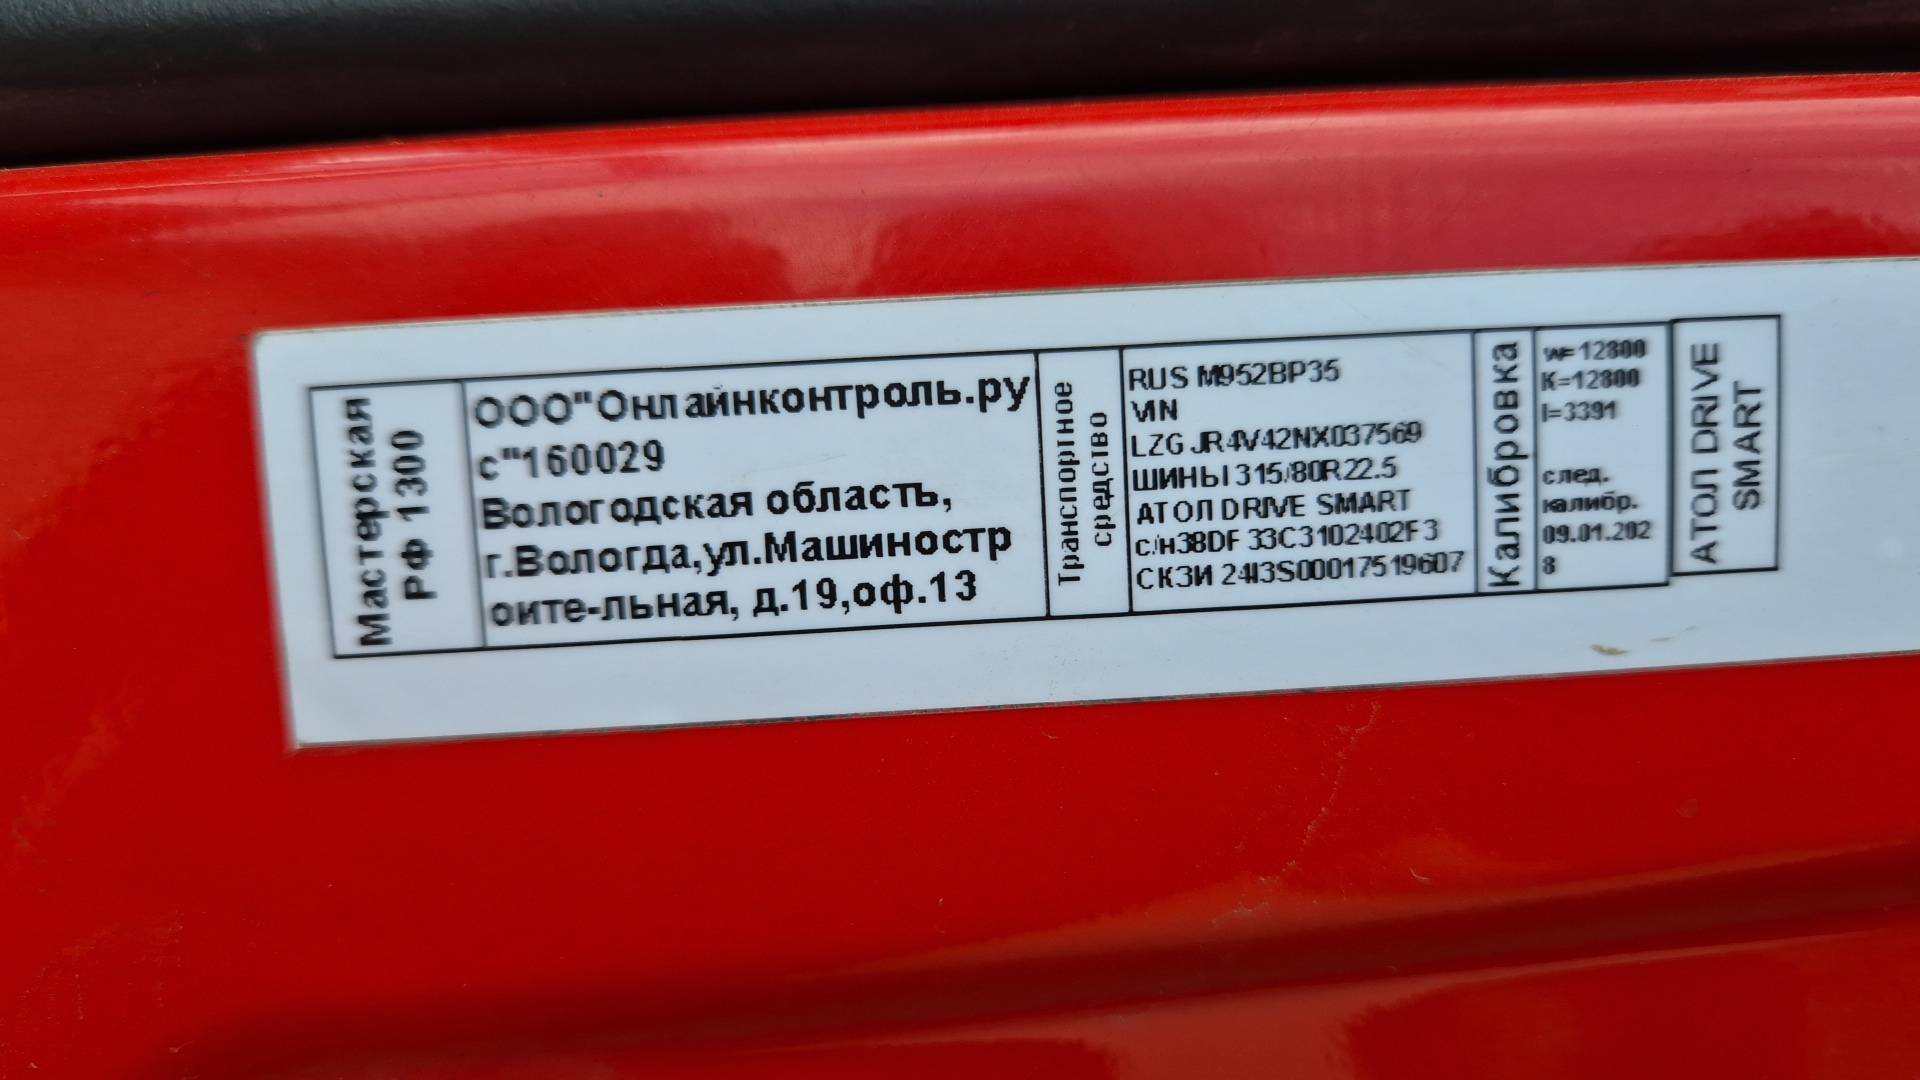 Мастерская
РФ 1300
ООО"Онлайнконтроль.ру
с"160029
Вологодская область,
г.Вологда,ул.Машиностр
оите-льная, д.19,оф.13
Транспортное
средство
RUS M952BP35
VIN
LZGJR4V42NX037569
ШИНЫ 315/80R22.5
АТОЛ DRIVE SMART
с/н38DF33C3102402F3
СКЗИ 24I3S00017519607
Калибровка
w=12800
K=12800
l=3391
след.
калибр.
09.01.202
8
АТОЛ DRIVE
SMART